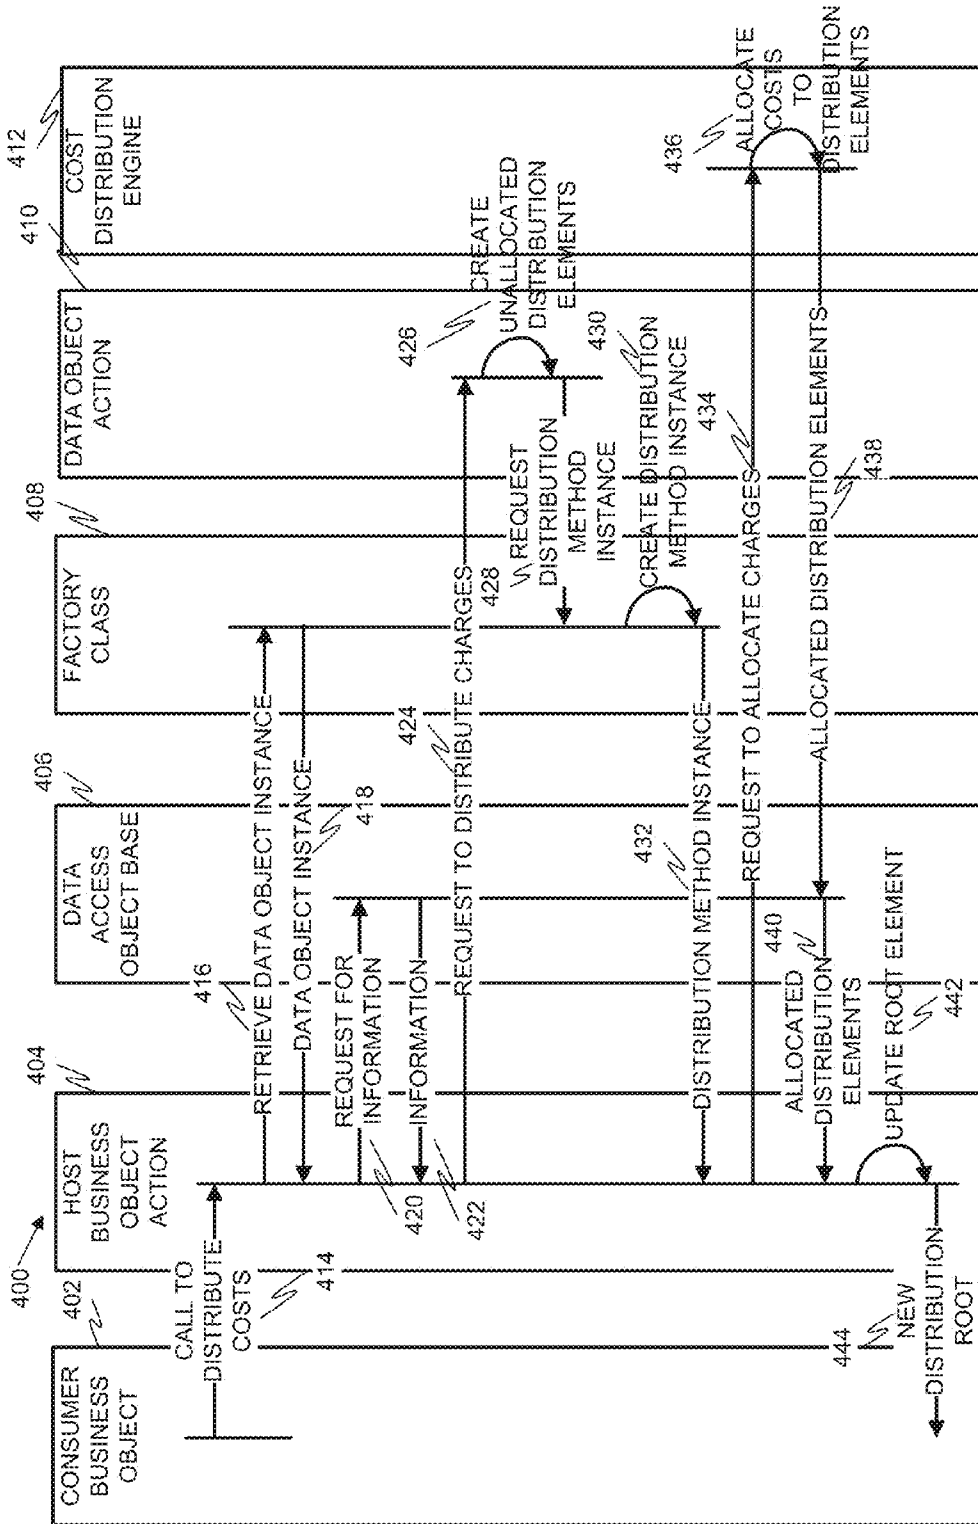 400
402
CONSUMER
BUSINESS
OBJECT
404
HOST
BUSINESS
OBJECT
ACTION
406
DATA
ACCESS
OBJECT BASE
408
FACTORY
CLASS
410
DATA OBJECT
ACTION
412
COST
DISTRIBUTION
ENGINE
CALL TO
DISTRIBUTE
COSTS
414
416
RETRIEVE DATA OBJECT INSTANCE
DATA OBJECT INSTANCE
418
REQUEST FOR
INFORMATION
420
INFORMATION
422
424
REQUEST TO DISTRIBUTE CHARGES
426
CREATE
UNALLOCATED
DISTRIBUTION
ELEMENTS
428
REQUEST
DISTRIBUTION
METHOD
INSTANCE
430
CREATE DISTRIBUTION
METHOD INSTANCE
432
DISTRIBUTION METHOD INSTANCE
434
REQUEST TO ALLOCATE CHARGES
436
ALLOCATE
COSTS
TO
DISTRIBUTION
ELEMENTS
ALLOCATED DISTRIBUTION ELEMENTS
438
440
ALLOCATED
DISTRIBUTION
ELEMENTS
UPDATE ROOT ELEMENT
442
444
NEW
DISTRIBUTION
ROOT